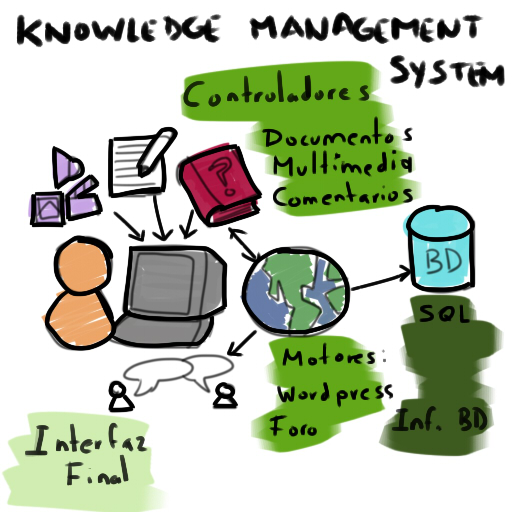 KNOWLEDGE MANAGEMENT
SYSTEM
Controladores
Documentos
Multimedia
Comentarios
?
BD
SQL
Motores:
Wordpress
Foro
Inf. BD
Interfaz
Final